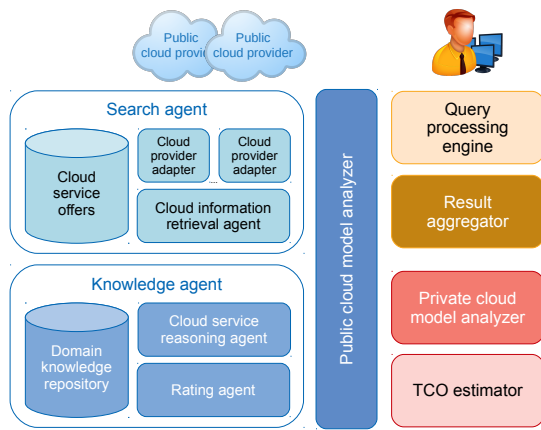 Public
cloud provi
Public
cloud provider
Search agent
Cloud
service
offers
Cloud
provider
adapter
....
Cloud
provider
adapter
Cloud information
retrieval agent
Knowledge agent
Domain
knowledge
repository
Cloud service
reasoning agent
Rating agent
Public cloud model analyzer
Query
processing
engine
Result
aggregator
Private cloud
model analyzer
TCO estimator